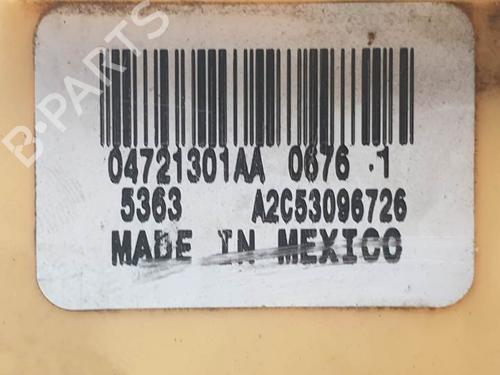 B-PARTS
04721301AA 0676 1
5363 A2C53096726
MADE IN MEXICO